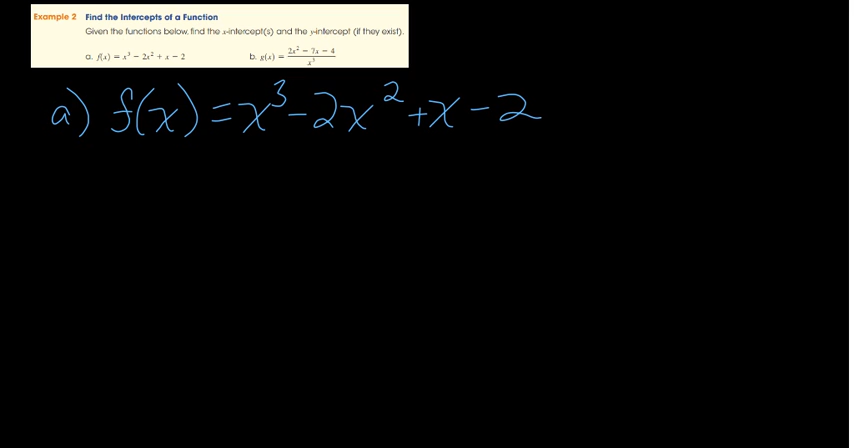 Example 2 Find the Intercepts of a Function
Given the functions below, find the x-intercept(s) and the y-intercept (if they exist).
a. f(x) = x³ − 2x² + x − 2 b. g(x) = (2x² − 7x − 4)/x³
a) f(x) = x³ − 2x² + x − 2